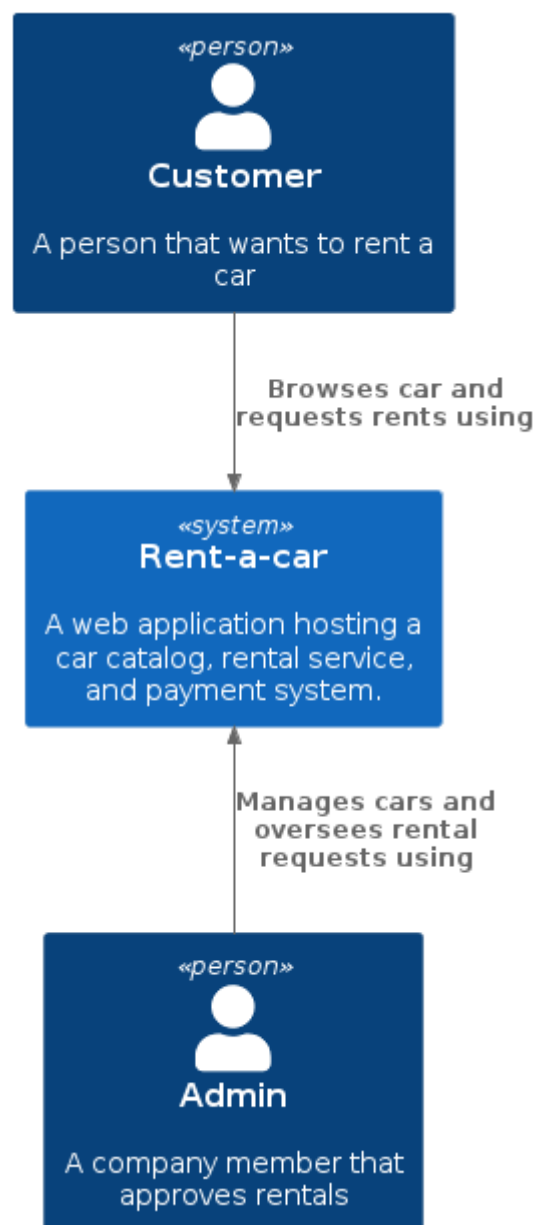 «person»
Customer
A person that wants to rent a
car
Browses car and
requests rents using
«system»
Rent-a-car
A web application hosting a
car catalog, rental service,
and payment system.
Manages cars and
oversees rental
requests using
«person»
Admin
A company member that
approves rentals